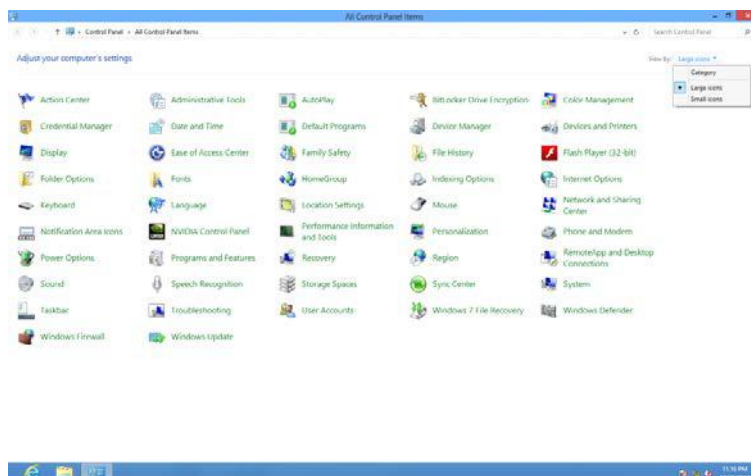 All Control Panel Items
Control Panel All Control Panel Items
Search Control Panel
Adjust your computer's settings
View by: Large icons
Category
Large icons
Small icons
Action Center
Administrative Tools
AutoPlay
BitLocker Drive Encryption
Color Management
Credential Manager
Date and Time
Default Programs
Device Manager
Devices and Printers
Display
Ease of Access Center
Family Safety
File History
Flash Player (32-bit)
Folder Options
Fonts
HomeGroup
Indexing Options
Internet Options
Keyboard
Language
Location Settings
Mouse
Network and Sharing
Center
Notification Area Icons
NVIDIA Control Panel
Performance Information
and Tools
Personalization
Phone and Modem
Power Options
Programs and Features
Recovery
Region
RemoteApp and Desktop
Connections
Sound
Speech Recognition
Storage Spaces
Sync Center
System
Taskbar
Troubleshooting
User Accounts
Windows 7 File Recovery
Windows Defender
Windows Firewall
Windows Update